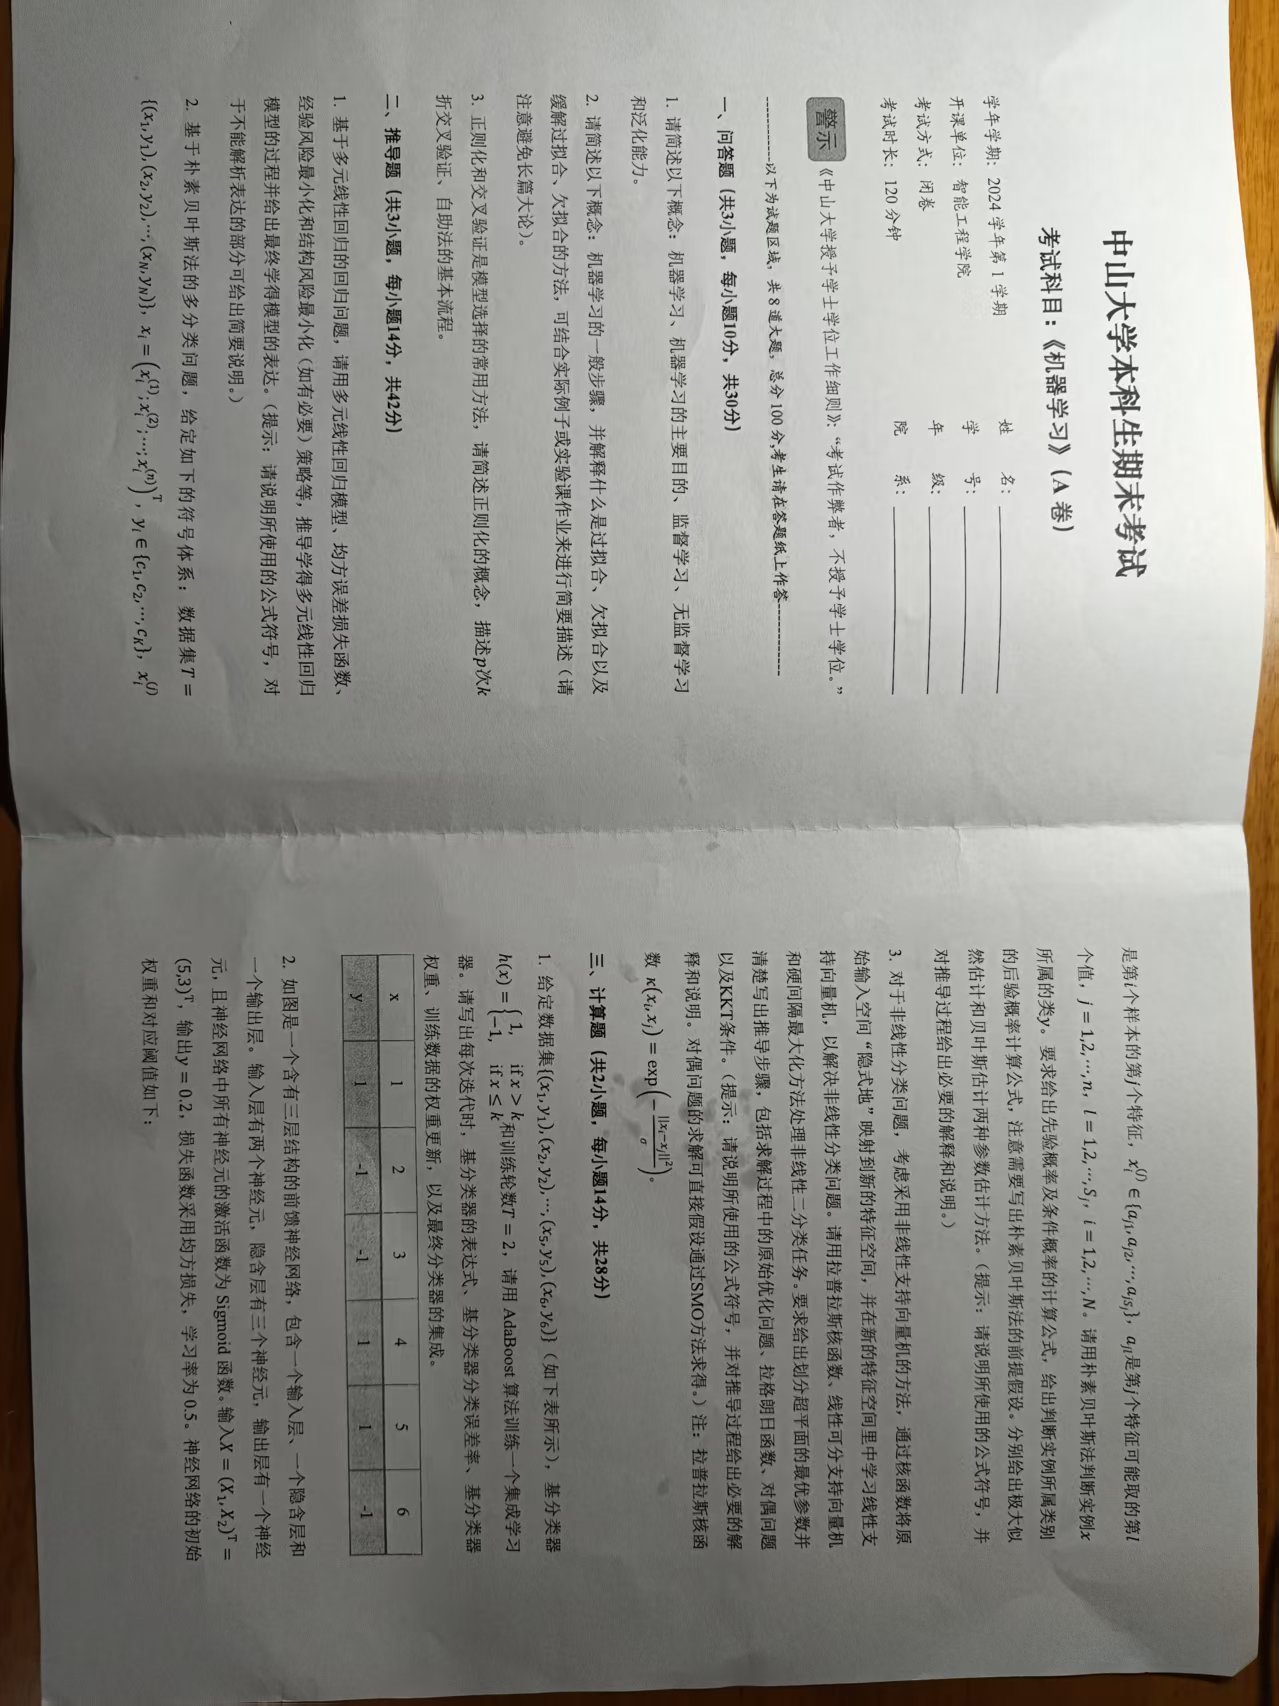 中山大学本科生期末考试
考试科目：《机器学习》（A 卷）
学年学期：2024 学年第 1 学期 姓 名：
开课单位：智能工程学院 学 号：
考试方式：闭卷 年 级：
考试时长：120 分钟 院 系：
警示 《中山大学授予学士学位工作细则》：“考试作弊者，不授予学士学位。”
------------以下为试题区域，共 8 道大题，总分 100 分,考生请在答题纸上作答------------
一、问答题（共3小题，每小题10分，共30分）
1. 请简述以下概念：机器学习、机器学习的主要目的、监督学习、无监督学习
和泛化能力。
2. 请简述以下概念：机器学习的一般步骤，并解释什么是过拟合、欠拟合以及
缓解过拟合、欠拟合的方法，可结合实际例子或实验课作业来进行简要描述（请
注意避免长篇大论）。
3. 正则化和交叉验证是模型选择的常用方法，请简述正则化的概念，描述p次k
折交叉验证、自助法的基本流程。
二、推导题（共3小题，每小题14分，共42分）
1. 基于多元线性回归的回归问题，请用多元线性回归模型、均方误差损失函数、
经验风险最小化和结构风险最小化（如有必要）策略等，推导学得多元线性回归
模型的过程并给出最终学得模型的表达。（提示：请说明所使用的公式符号，对
于不能解析表达的部分可给出简要说明。）
2. 基于朴素贝叶斯法的多分类问题，给定如下的符号体系：数据集T =
{(x₁,y₁),(x₂,y₂),⋯,(x_N,y_N)}，x_i = (x_i^(1);x_i^(2);⋯;x_i^(n))^T，y_i ∈ {c₁,c₂,⋯,c_K}，x_i^(j)
是第i个样本的第j个特征，x_i^(j) ∈ {a_j1,a_j2,⋯,a_jSj}，a_jl是第j个特征可能取的第l
个值，j = 1,2,⋯,n，l = 1,2,⋯,S_j，i = 1,2,⋯,N。请用朴素贝叶斯法判断实例x
所属的类y。要求给出先验概率及条件概率的计算公式，给出判断实例所属类别
的后验概率计算公式，注意需要写出朴素贝叶斯法的前提假设。分别给出极大似
然估计和贝叶斯估计两种参数估计方法。（提示：请说明所使用的公式符号，并
对推导过程给出必要的解释和说明。）
3. 对于非线性分类问题，考虑采用非线性支持向量机的方法，通过核函数将原
始输入空间“隐式地”映射到新的特征空间，并在新的特征空间里中学习线性支
持向量机，以解决非线性分类问题。请用拉普拉斯核函数、线性可分支持向量机
和硬间隔最大化方法处理非线性二分类任务。要求给出划分超平面的最优参数并
清楚写出推导步骤，包括求解过程中的原始优化问题、拉格朗日函数、对偶问题
以及KKT条件。（提示：请说明所使用的公式符号，并对推导过程给出必要的解
释和说明。对偶问题的求解可直接假设通过SMO方法求得。）注：拉普拉斯核函
数 κ(x_i,x_j) = exp(−||x_i−x_j||²/σ)。
三、计算题（共2小题，每小题14分，共28分）
1. 给定数据集{(x₁,y₁),(x₂,y₂),⋯,(x₅,y₅),(x₆,y₆)}（如下表所示），基分类器
h(x) = { 1, if x > k; −1, if x ≤ k 和训练轮数T = 2，请用 AdaBoost 算法训练一个集成学习
器。请写出每次迭代时，基分类器的表达式、基分类器分类误差率、基分类器
权重、训练数据的权重更新，以及最终分类器的集成。
x 1 2 3 4 5 6
y 1 -1 -1 1 1 -1
2. 如图是一个含有三层结构的前馈神经网络，包含一个输入层、一个隐含层和
一个输出层。输入层有两个神经元，隐含层有三个神经元，输出层有一个神经
元，且神经网络中所有神经元的激活函数为 Sigmoid 函数。输入X = (X₁,X₂)^T =
(5,3)^T，输出y = 0.2，损失函数采用均方损失，学习率为 0.5。神经网络的初始
权重和对应阈值如下：